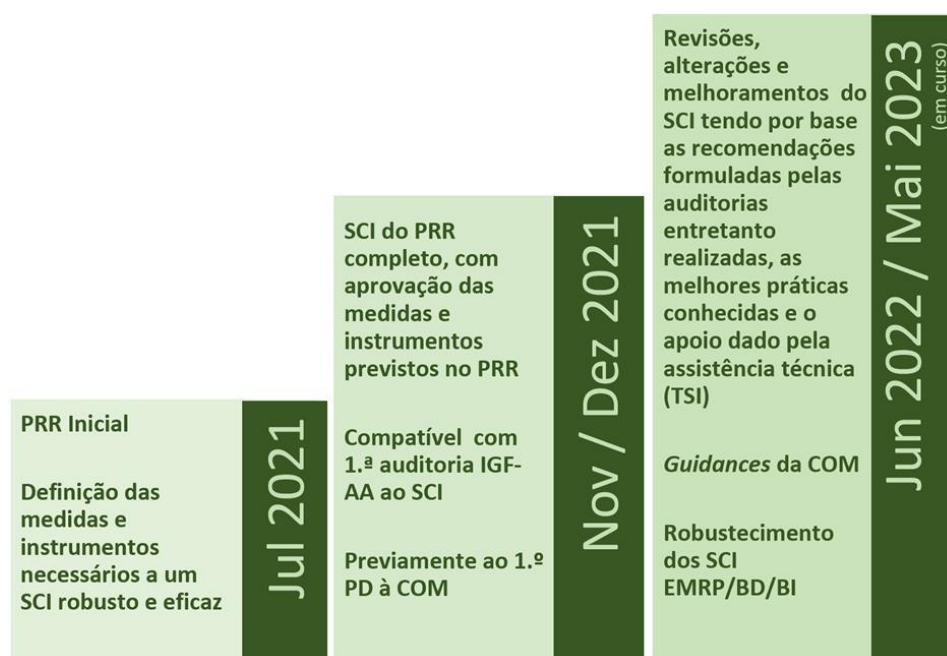 PRR Inicial
Definição das
medidas e
instrumentos
necessários a um
SCI robusto e eficaz
Jul 2021
SCI do PRR
completo, com
aprovação das
medidas e
instrumentos
previstos no PRR
Compatível com
1.ª auditoria IGF-
AA ao SCI
Previamente ao 1.º
PD à COM
Nov / Dez 2021
Revisões,
alterações e
melhoramentos do
SCI tendo por base
as recomendações
formuladas pelas
auditorias
entretanto
realizadas, as
melhores práticas
conhecidas e o
apoio dado pela
assistência técnica
(TSI)
Guidances da COM
Robustecimento
dos SCI
EMRP/BD/BI
Jun 2022 / Mai 2023
(em curso)